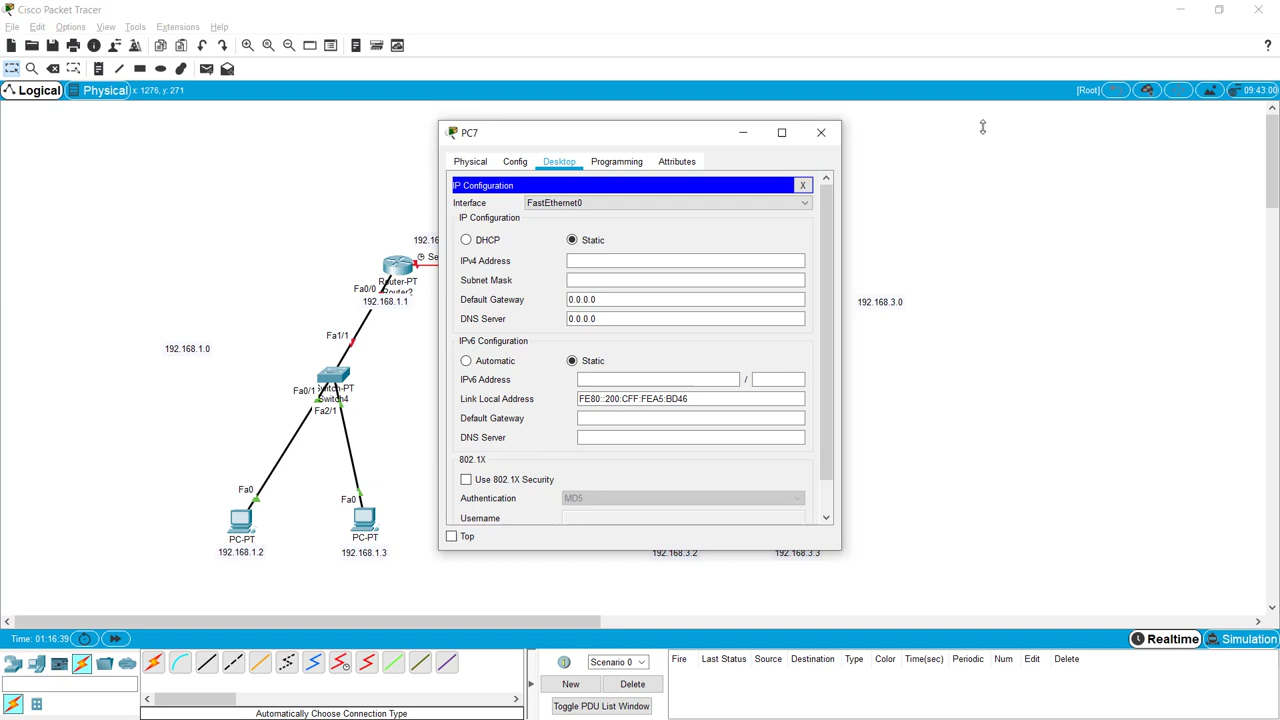 Cisco Packet Tracer
File Edit Options View Tools Extensions Help
?
Logical Physical x: 1276, y: 271 [Root] 09:43:00
PC7
Physical Config Desktop Programming Attributes
IP Configuration X
Interface FastEthernet0
IP Configuration
DHCP Static
IPv4 Address
Subnet Mask
Default Gateway 0.0.0.0
DNS Server 0.0.0.0
IPv6 Configuration
Automatic Static
IPv6 Address /
Link Local Address FE80::200:CFF:FEA5:BD46
Default Gateway
DNS Server
802.1X
Use 802.1X Security
Authentication MD5
Username
Top
192.16
Se
Router-PT
Fa0/0
192.168.1.1
192.168.3.0
Fa1/1
192.168.1.0
Fa0/1
Fa2/1
Fa0
Fa0
PC-PT
PC-PT
192.168.1.2
192.168.1.3
192.168.3.2
192.168.3.3
Time: 01:16:39 Realtime Simulation
Scenario 0
Fire Last Status Source Destination Type Color Time(sec) Periodic Num Edit Delete
New Delete
Toggle PDU List Window
Automatically Choose Connection Type